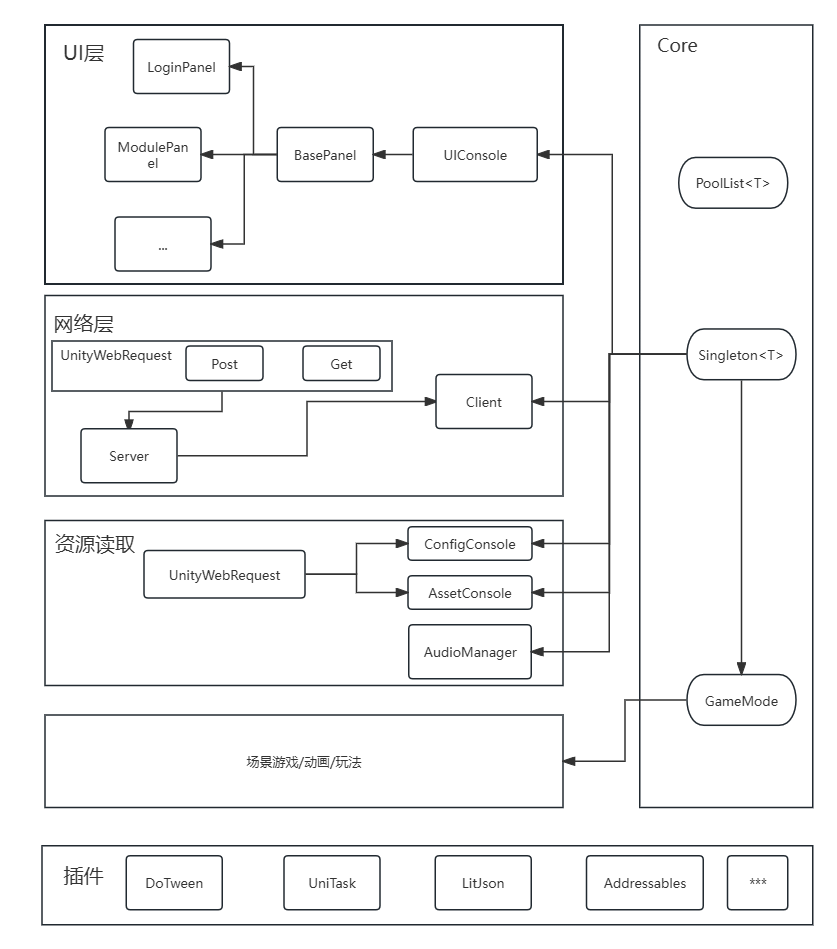 UI层
LoginPanel
ModulePan
el
BasePanel
UIConsole
...
Core
PoolList<T>
Singleton<T>
GameMode
网络层
UnityWebRequest
Post
Get
Client
Server
资源读取
UnityWebRequest
ConfigConsole
AssetConsole
AudioManager
场景游戏/动画/玩法
插件
DoTween
UniTask
LitJson
Addressables
***